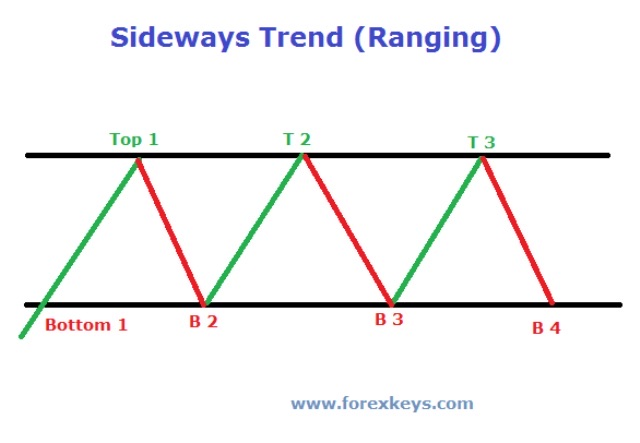 Sideways Trend (Ranging)
Top 1
T 2
T 3
Bottom 1
B 2
B 3
B 4
www.forexkeys.com